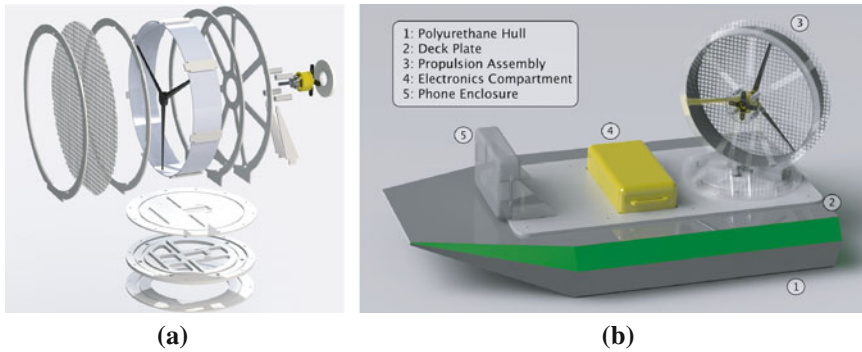 1: Polyurethane Hull
2: Deck Plate
3: Propulsion Assembly
4: Electronics Compartment
5: Phone Enclosure
3
5
4
2
1
(a)
(b)